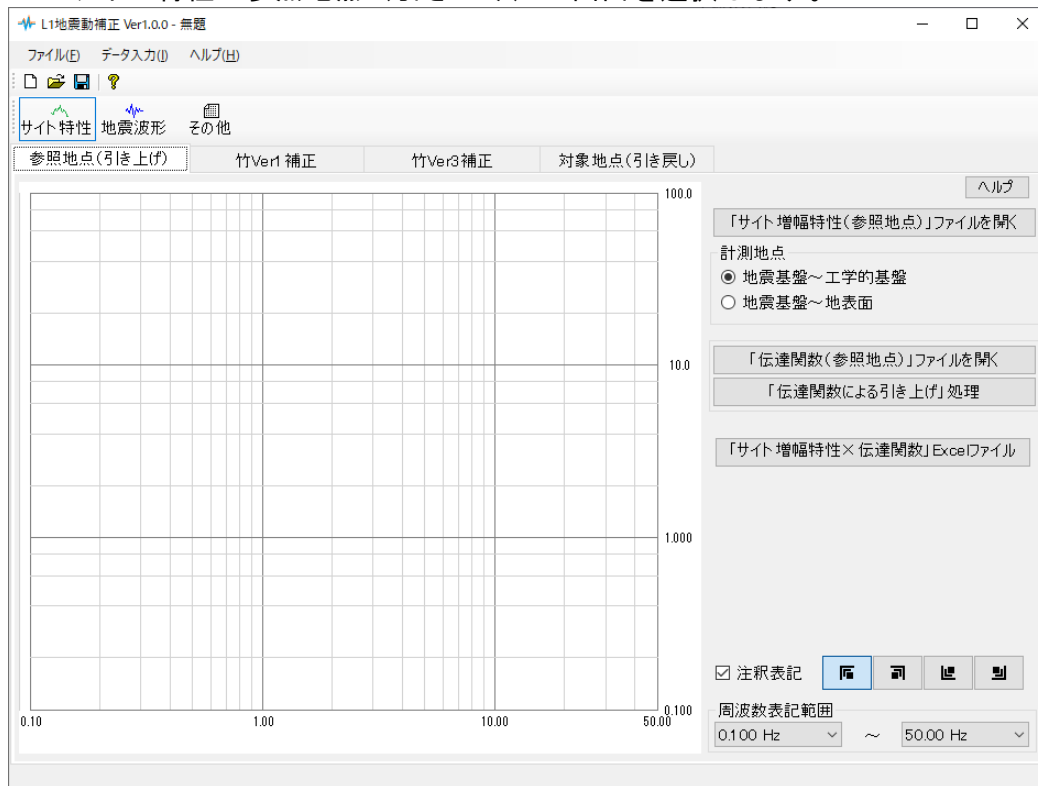 L1地震動補正 Ver1.0.0 - 無題
ファイル(F) データ入力(I) ヘルプ(H)
サイト特性 地震波形 その他
参照地点(引き上げ) 竹Ver1 補正 竹Ver3補正 対象地点(引き戻し)
ヘルプ
100.0
「サイト増幅特性(参照地点)」ファイルを開く
計測地点
地震基盤～工学的基盤
地震基盤～地表面
「伝達関数(参照地点)」ファイルを開く
10.0
「伝達関数による引き上げ」処理
「サイト増幅特性×伝達関数」Excelファイル
1.000
注釈表記
0.100
周波数表記範囲
0.10 1.00 10.00 50.00
0.100 Hz ～ 50.00 Hz